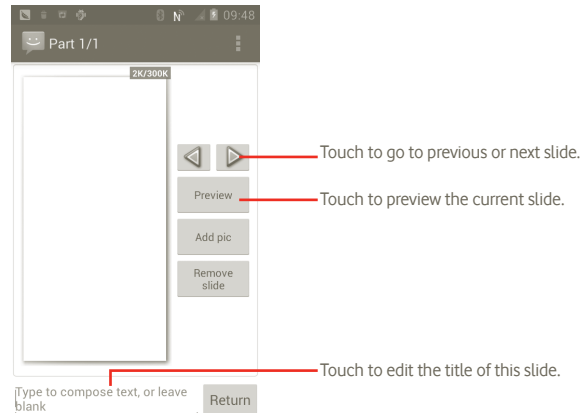 N 09:48
Part 1/1
2K/300K
Touch to go to previous or next slide.
Preview
Touch to preview the current slide.
Add pic
Remove
slide
Touch to edit the title of this slide.
Type to compose text, or leave
blank
Return